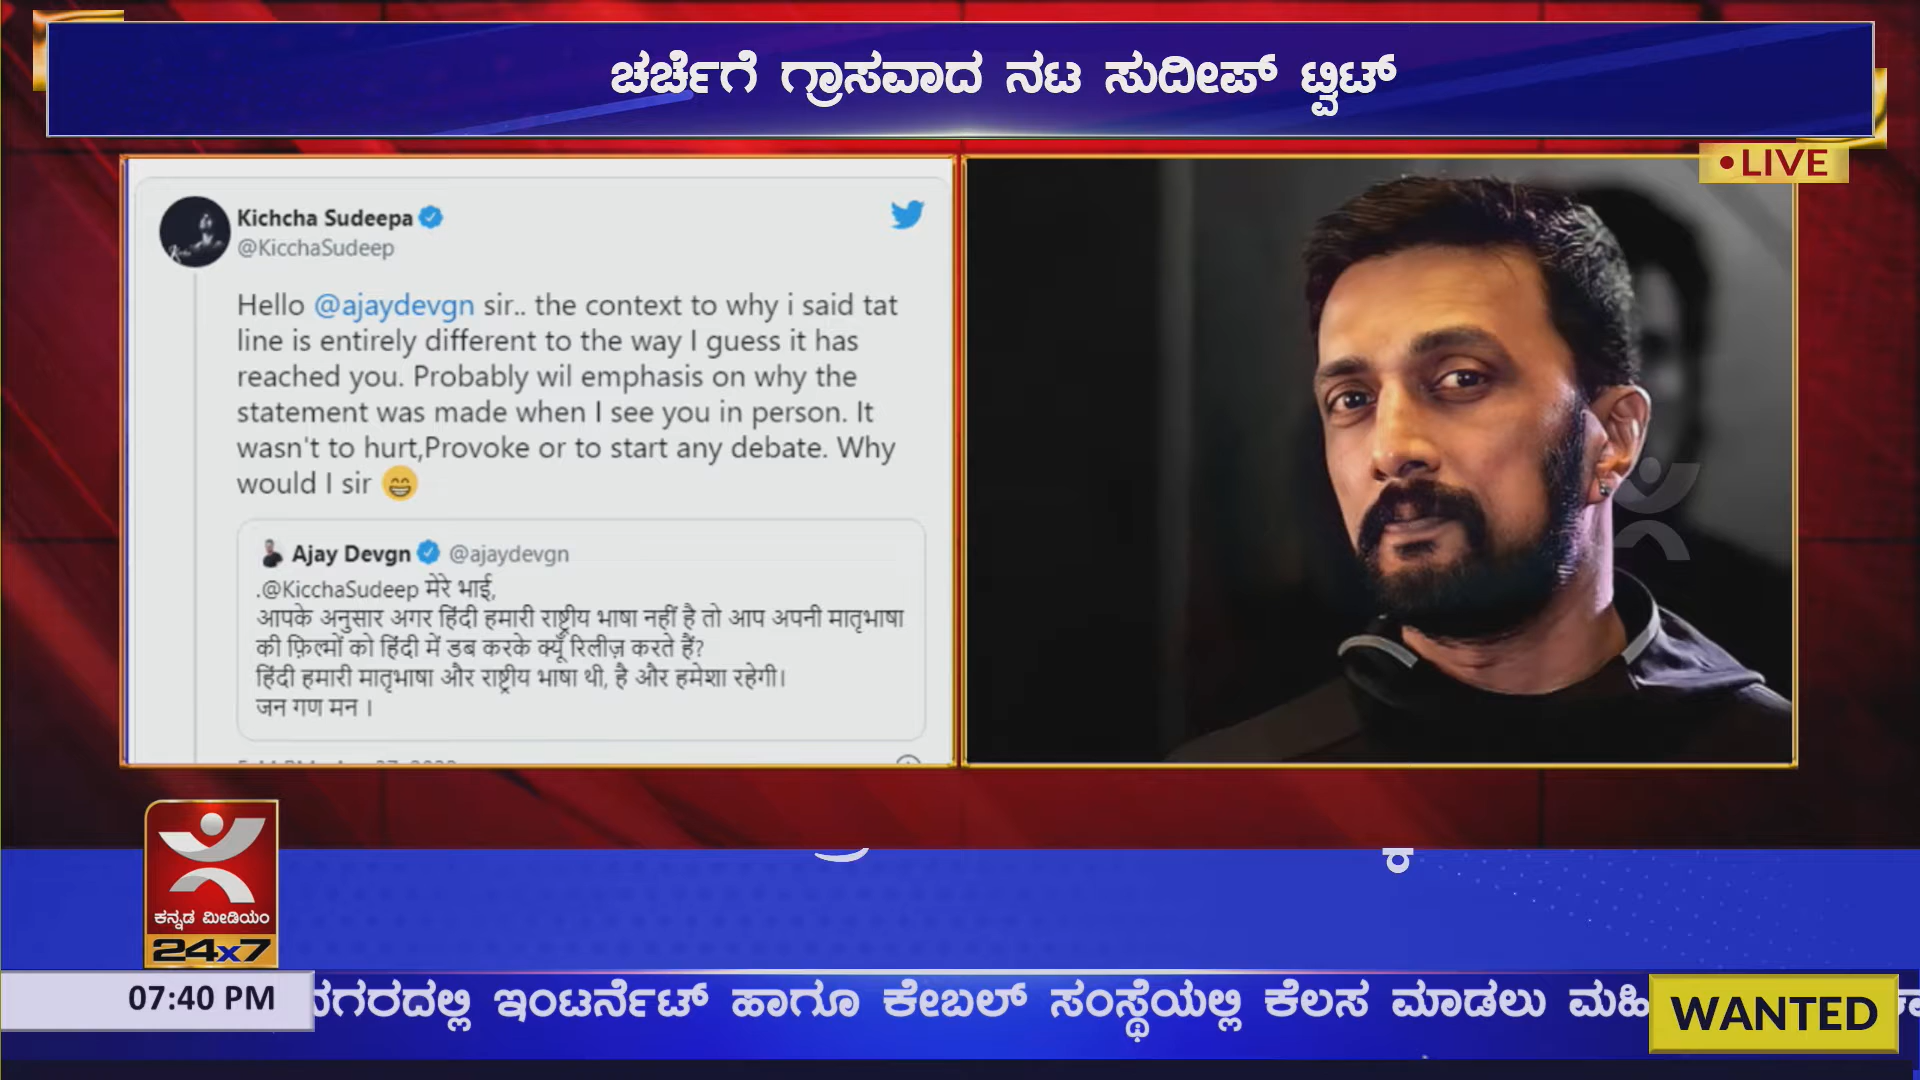 ಚರ್ಚೆಗೆ ಗ್ರಾಸವಾದ ನಟ ಸುದೀಪ್ ಟ್ವಿಟ್
• LIVE
Kichcha Sudeepa
@KicchaSudeep
Hello @ajaydevgn sir.. the context to why i said tat
line is entirely different to the way I guess it has
reached you. Probably wil emphasis on why the
statement was made when I see you in person. It
wasn't to hurt,Provoke or to start any debate. Why
would I sir 😁
Ajay Devgn @ajaydevgn
.@KicchaSudeep मेरे भाई,
आपके अनुसार अगर हिंदी हमारी राष्ट्रीय भाषा नहीं है तो आप अपनी मातृभाषा
की फ़िल्मों को हिंदी में डब करके क्यूँ रिलीज़ करते हैं?
हिंदी हमारी मातृभाषा और राष्ट्रीय भाषा थी, है और हमेशा रहेगी।
जन गण मन ।
ಕನ್ನಡ ಮೀಡಿಯಂ
24x7
07:40 PM
ಇಂಟರ್ನೆಟ್ ಹಾಗೂ ಕೇಬಲ್ ಸಂಸ್ಥೆಯಲ್ಲಿ ಕೆಲಸ ಮಾಡಲು
WANTED